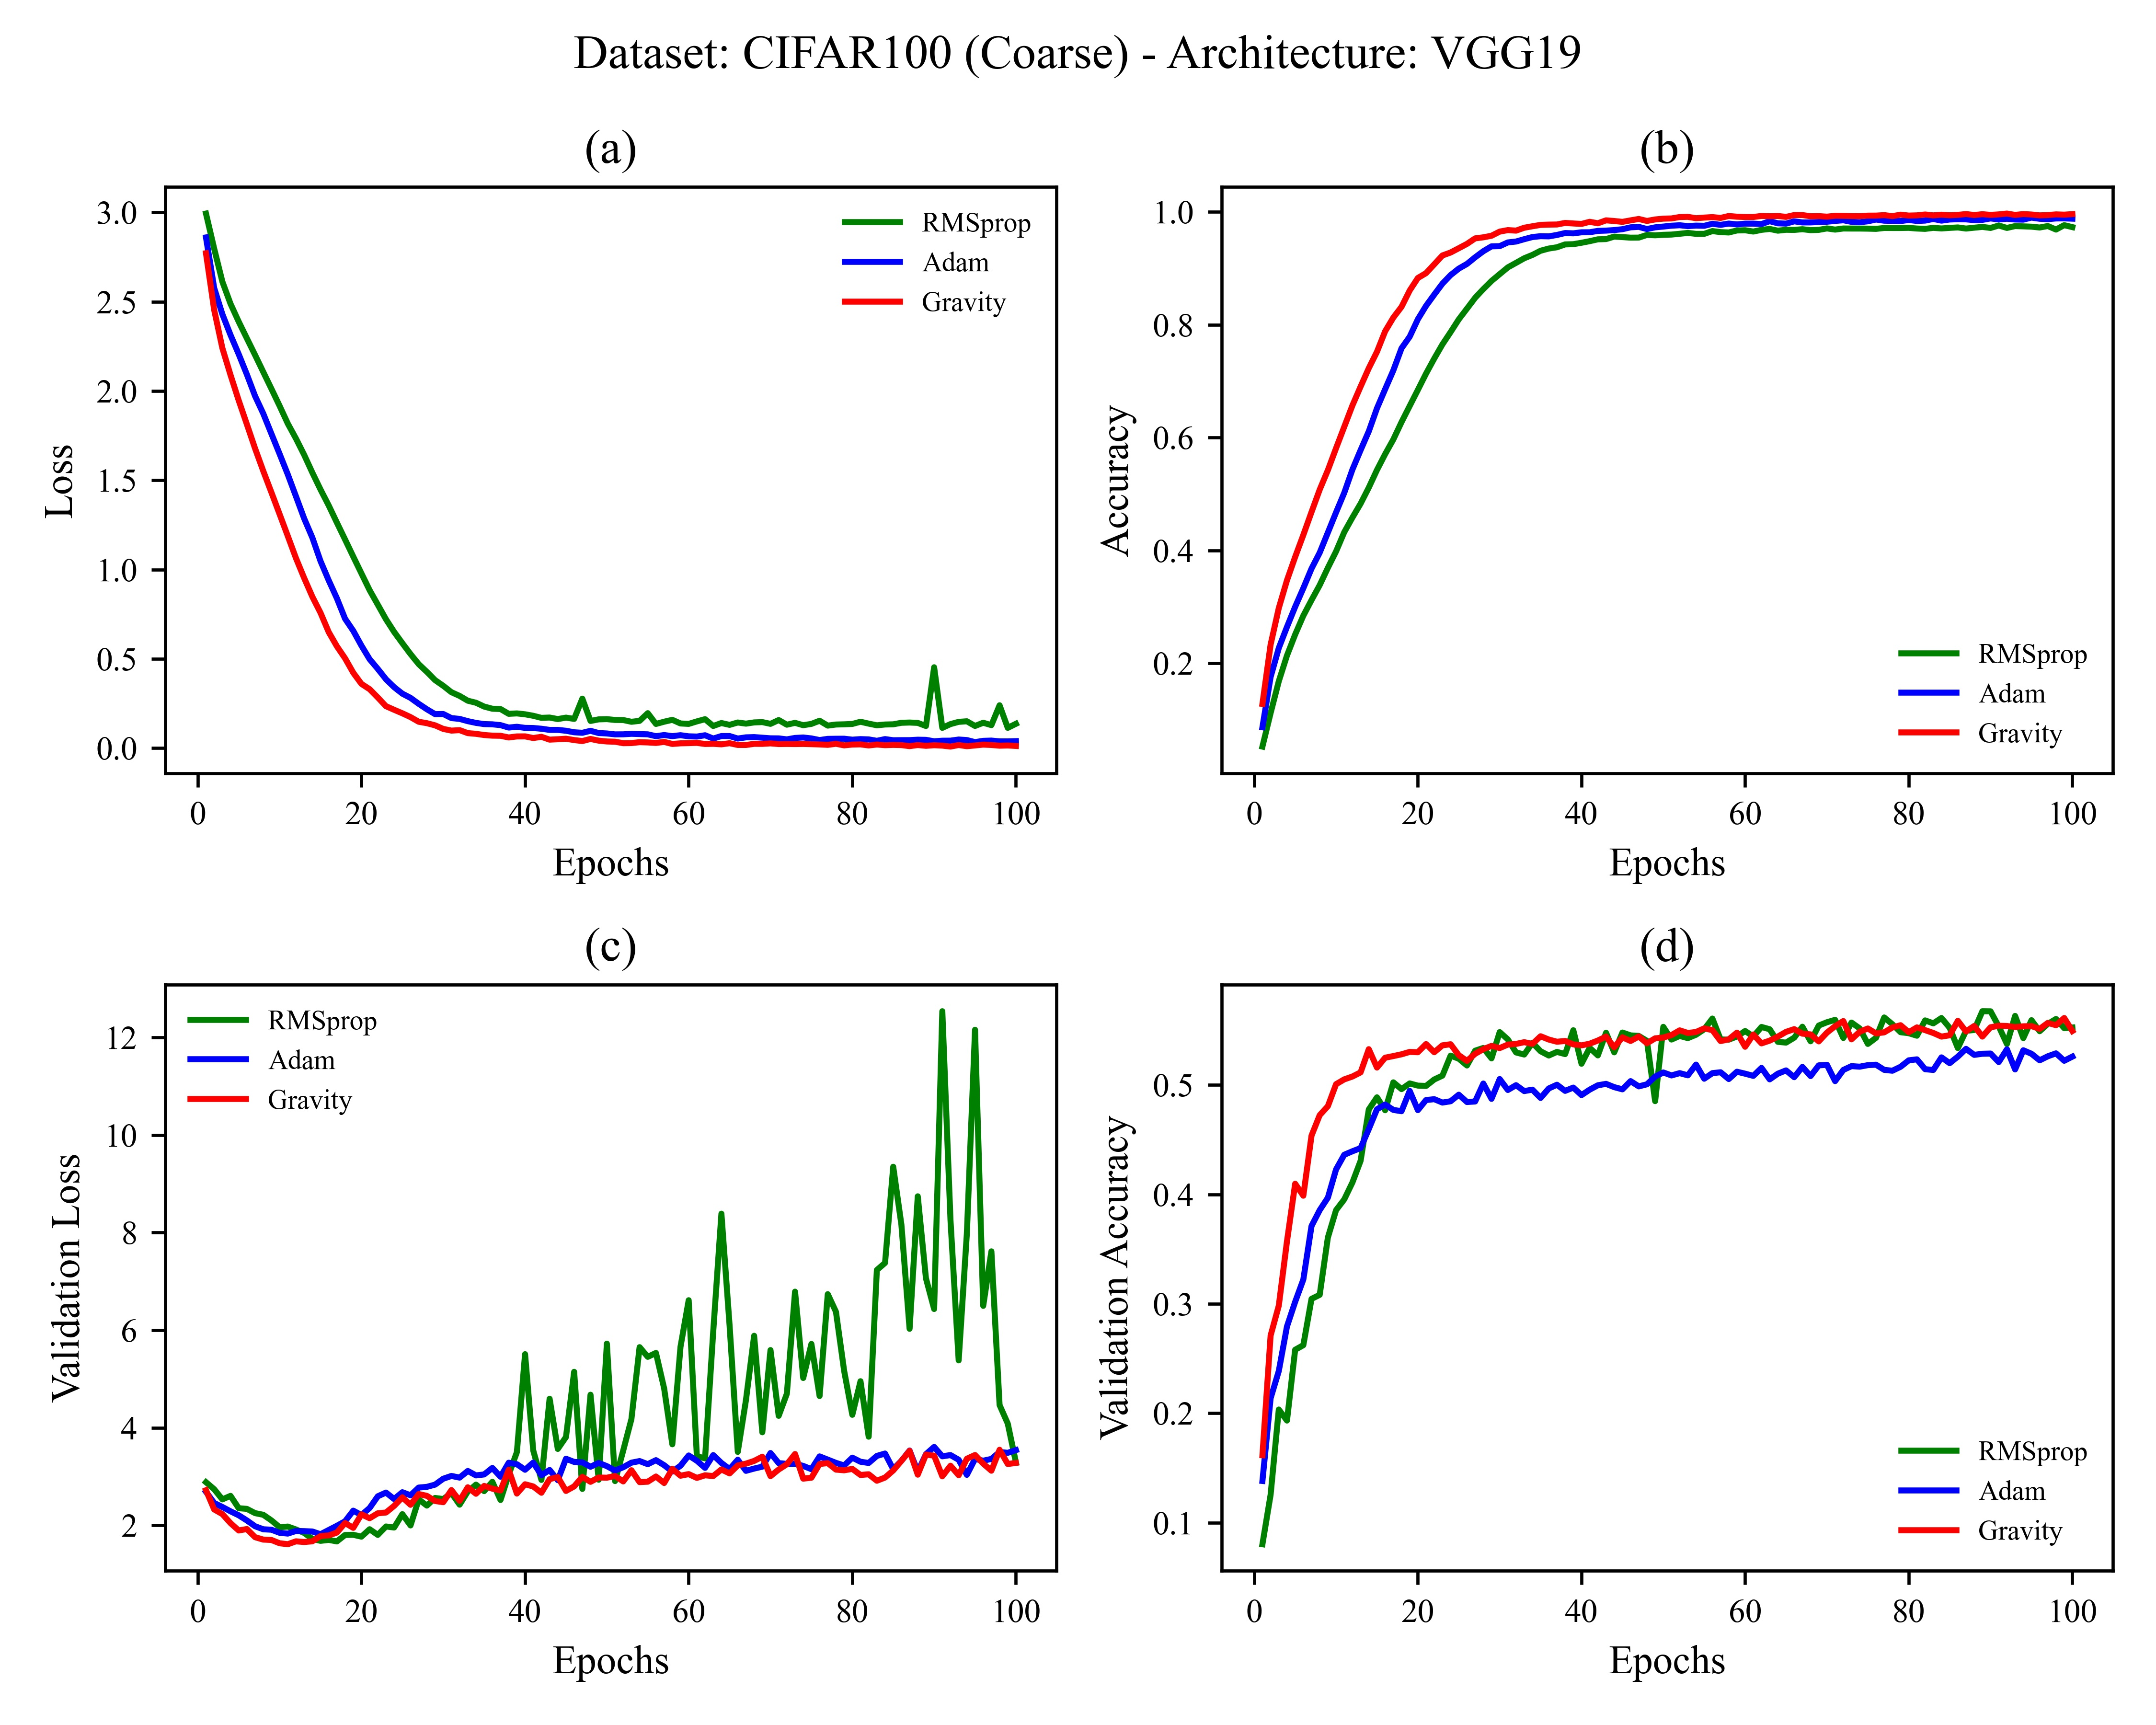 Dataset: CIFAR100 (Coarse) - Architecture: VGG19
(a)
3.0
2.5
2.0
1.5
1.0
0.5
0.0
Loss
RMSprop
Adam
Gravity
0 20 40 60 80 100
Epochs
(b)
1.0
0.8
0.6
0.4
0.2
Accuracy
RMSprop
Adam
Gravity
0 20 40 60 80 100
Epochs
(c)
12
10
8
6
4
2
Validation Loss
RMSprop
Adam
Gravity
0 20 40 60 80 100
Epochs
(d)
0.5
0.4
0.3
0.2
0.1
Validation Accuracy
RMSprop
Adam
Gravity
0 20 40 60 80 100
Epochs